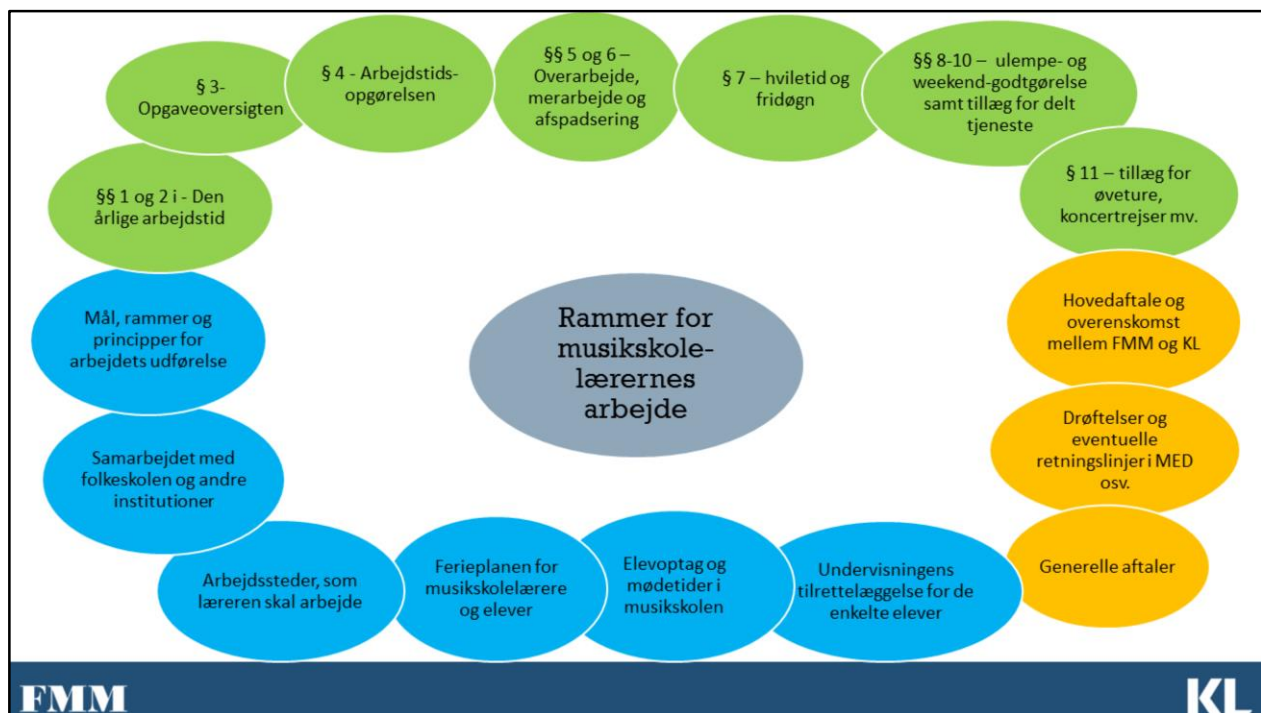 § 3-
Opgaveoversigten
§ 4 - Arbejdstids-
opgørelsen
§§ 5 og 6 –
Overarbejde,
merarbejde og
afspadsering
§ 7 – hviletid og
fridøgn
§§ 8-10 – ulempe- og
weekend-godtgørelse
samt tillæg for delt
tjeneste
§§ 1 og 2 i - Den
årlige arbejdstid
§ 11 – tillæg for
øveture,
koncertrejser mv.
Mål, rammer og
principper for
arbejdets udførelse
Rammer for
musikskole-
lærernes
arbejde
Hovedaftale og
overenskomst
mellem FMM og KL
Samarbejdet med
folkeskolen og andre
institutioner
Drøftelser og
eventuelle
retningslinjer i MED
osv.
Arbejdssteder, som
læreren skal arbejde
Ferieplanen for
musikskolelærere
og elever
Elevoptag og
mødetider i
musikskolen
Undervisningens
tilrettelæggelse for de
enkelte elever
Generelle aftaler
FMM
KL